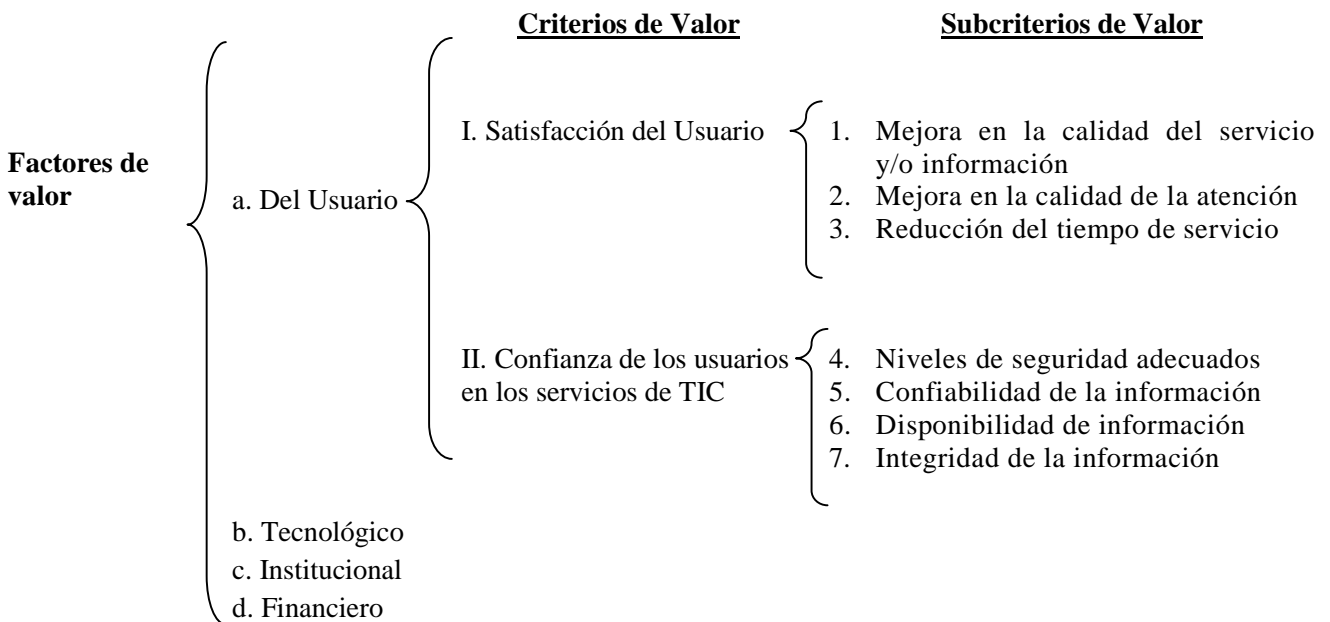 Criterios de Valor
Subcriterios de Valor
Factores de
valor
a. Del Usuario
I. Satisfacción del Usuario
1. Mejora en la calidad del servicio
y/o información
2. Mejora en la calidad de la atención
3. Reducción del tiempo de servicio
II. Confianza de los usuarios
en los servicios de TIC
4. Niveles de seguridad adecuados
5. Confiabilidad de la información
6. Disponibilidad de información
7. Integridad de la información
b. Tecnológico
c. Institucional
d. Financiero